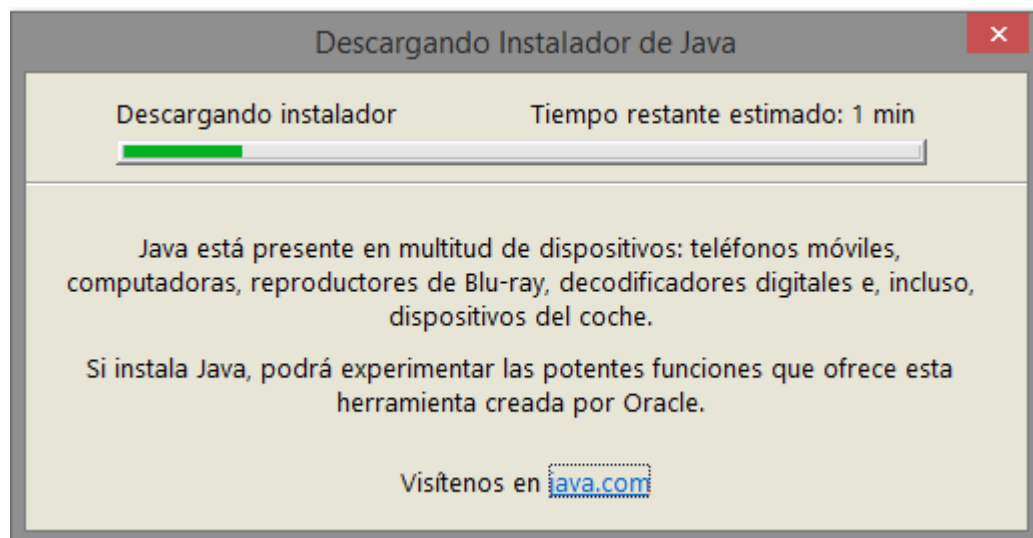 Descargando Instalador de Java
Descargando instalador Tiempo restante estimado: 1 min
Java está presente en multitud de dispositivos: teléfonos móviles,
computadoras, reproductores de Blu-ray, decodificadores digitales e, incluso,
dispositivos del coche.
Si instala Java, podrá experimentar las potentes funciones que ofrece esta
herramienta creada por Oracle.
Visítenos en java.com